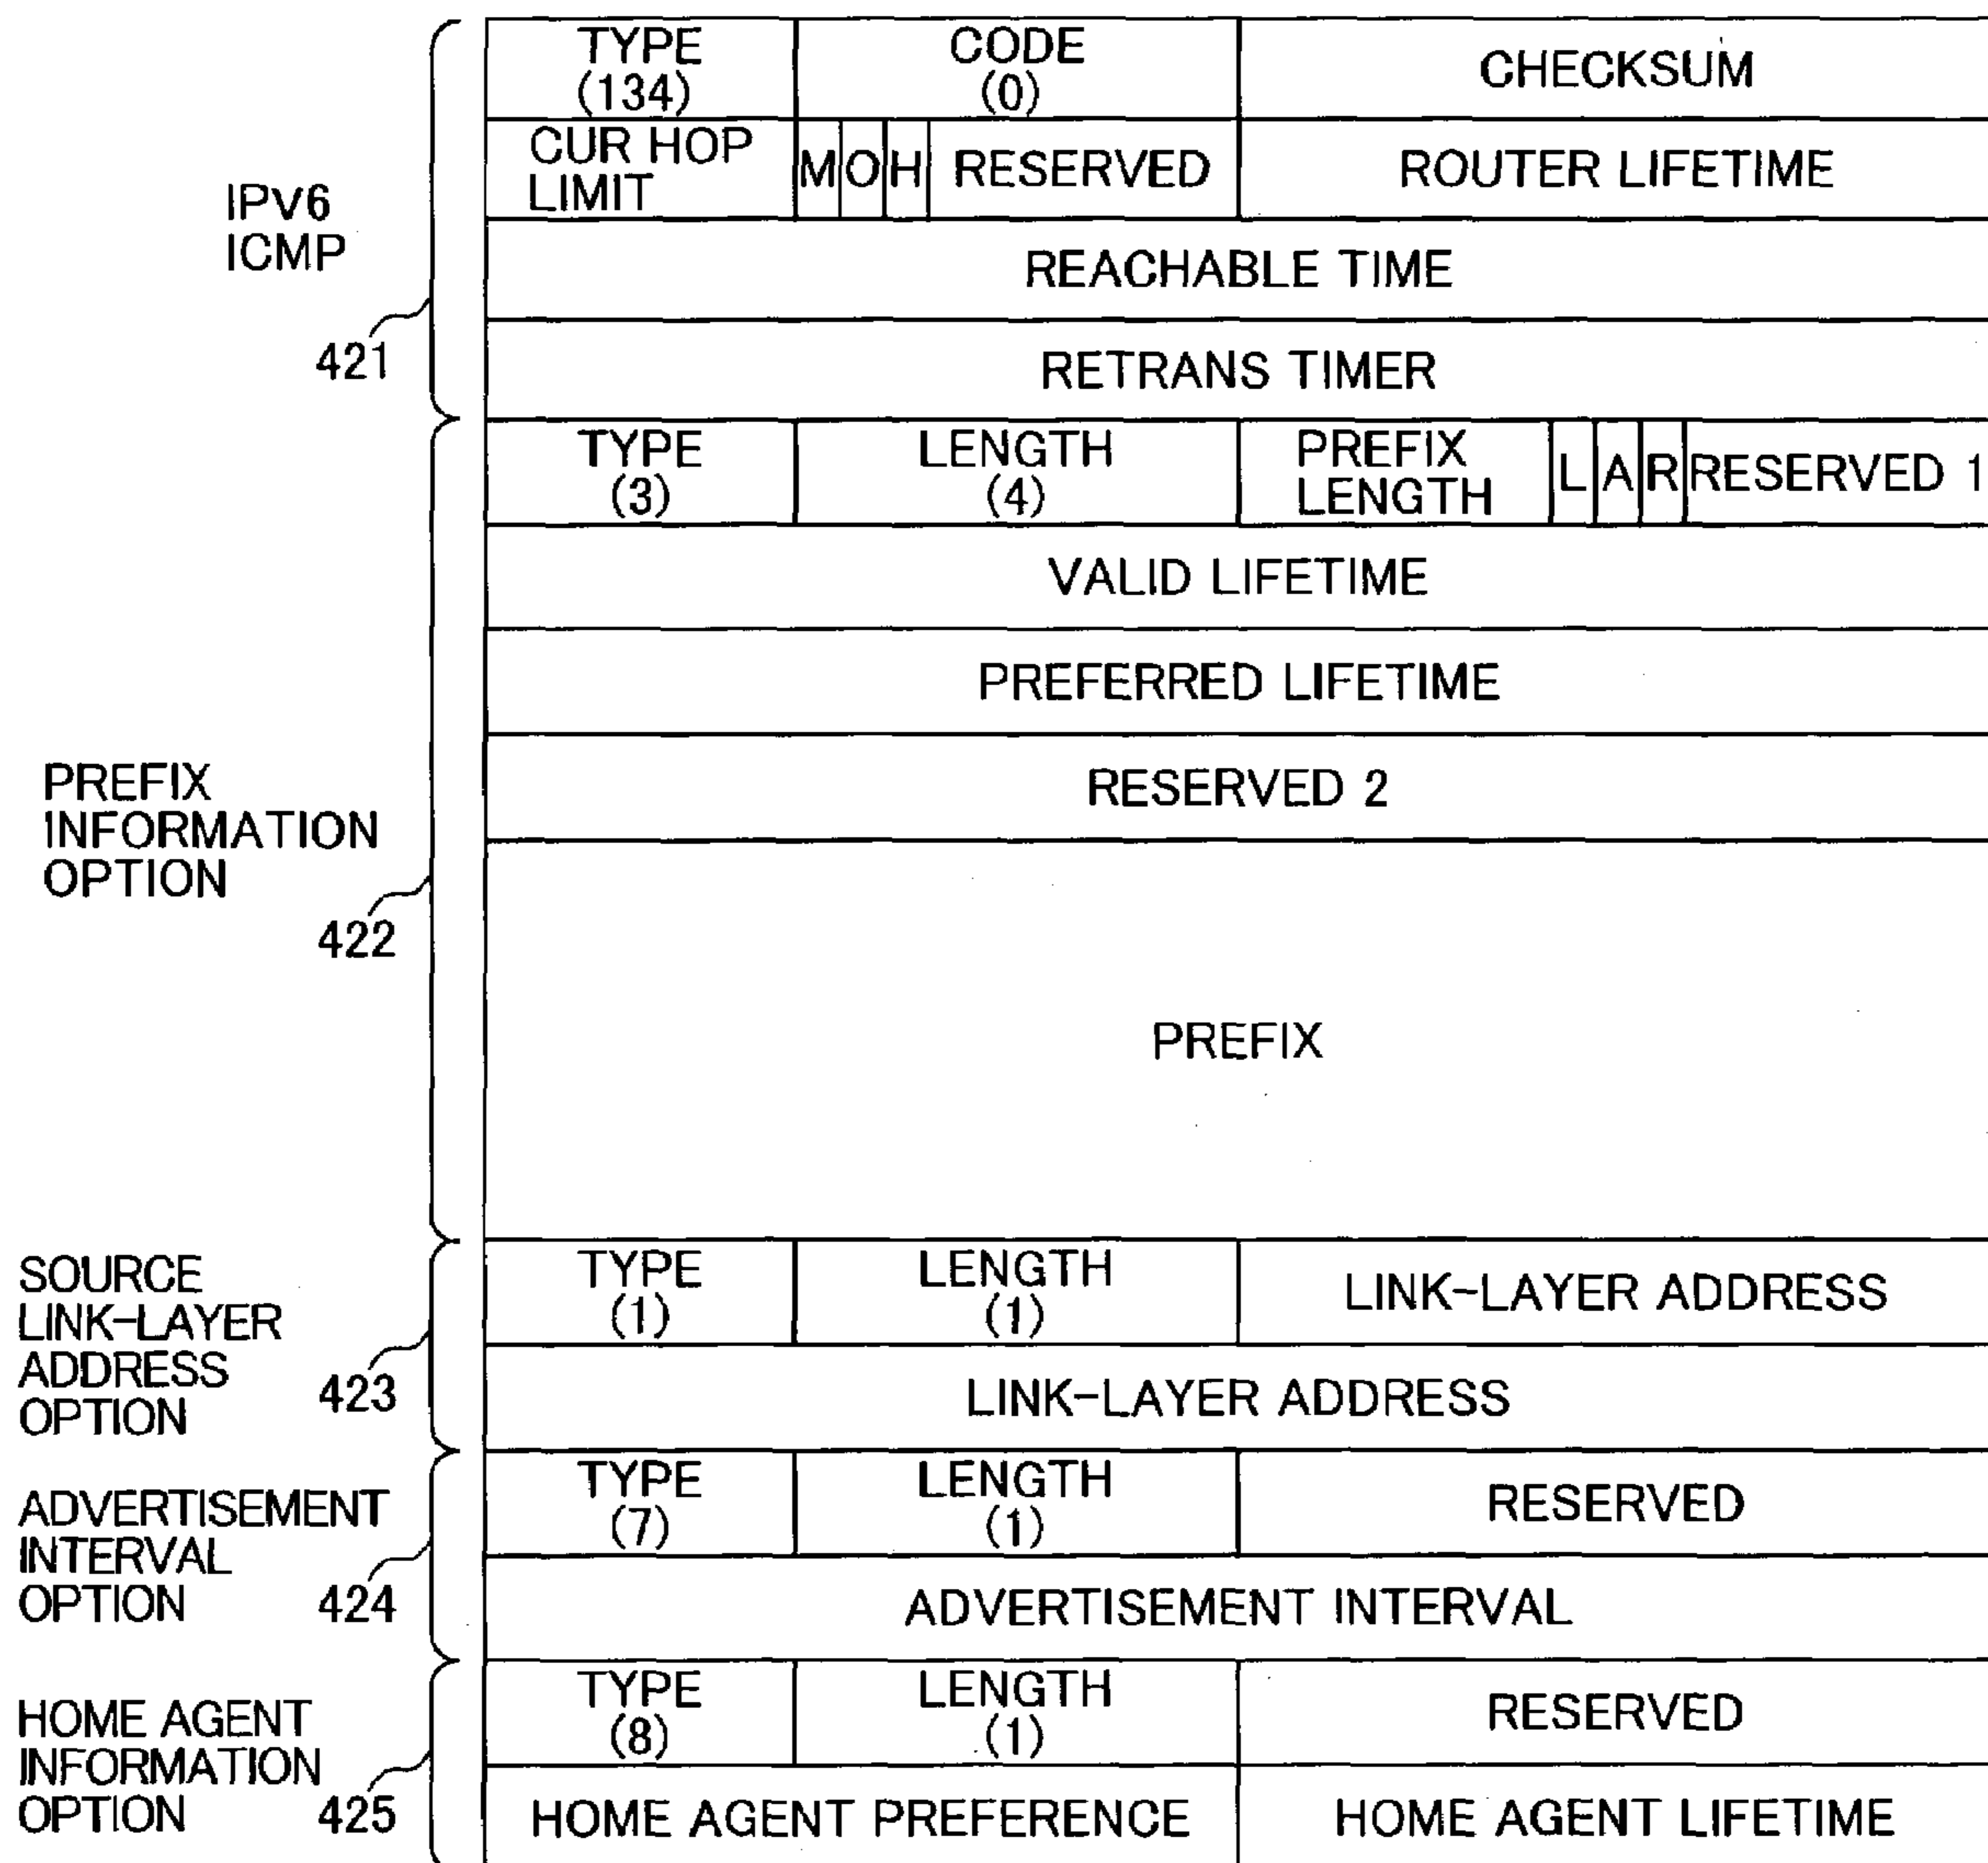 TYPE
(134)
CODE
(0)
CHECKSUM
CUR HOP
LIMIT
M O H RESERVED
ROUTER LIFETIME
REACHABLE TIME
RETRANS TIMER
IPV6
ICMP
421
TYPE
(3)
LENGTH
(4)
PREFIX
LENGTH
L A R RESERVED 1
VALID LIFETIME
PREFERRED LIFETIME
RESERVED 2
PREFIX
PREFIX
INFORMATION
OPTION
422
TYPE
(1)
LENGTH
(1)
LINK-LAYER ADDRESS
LINK-LAYER ADDRESS
SOURCE
LINK-LAYER
ADDRESS
OPTION
423
TYPE
(7)
LENGTH
(1)
RESERVED
ADVERTISEMENT INTERVAL
ADVERTISEMENT
INTERVAL
OPTION
424
TYPE
(8)
LENGTH
(1)
RESERVED
HOME AGENT PREFERENCE
HOME AGENT LIFETIME
HOME AGENT
INFORMATION
OPTION
425